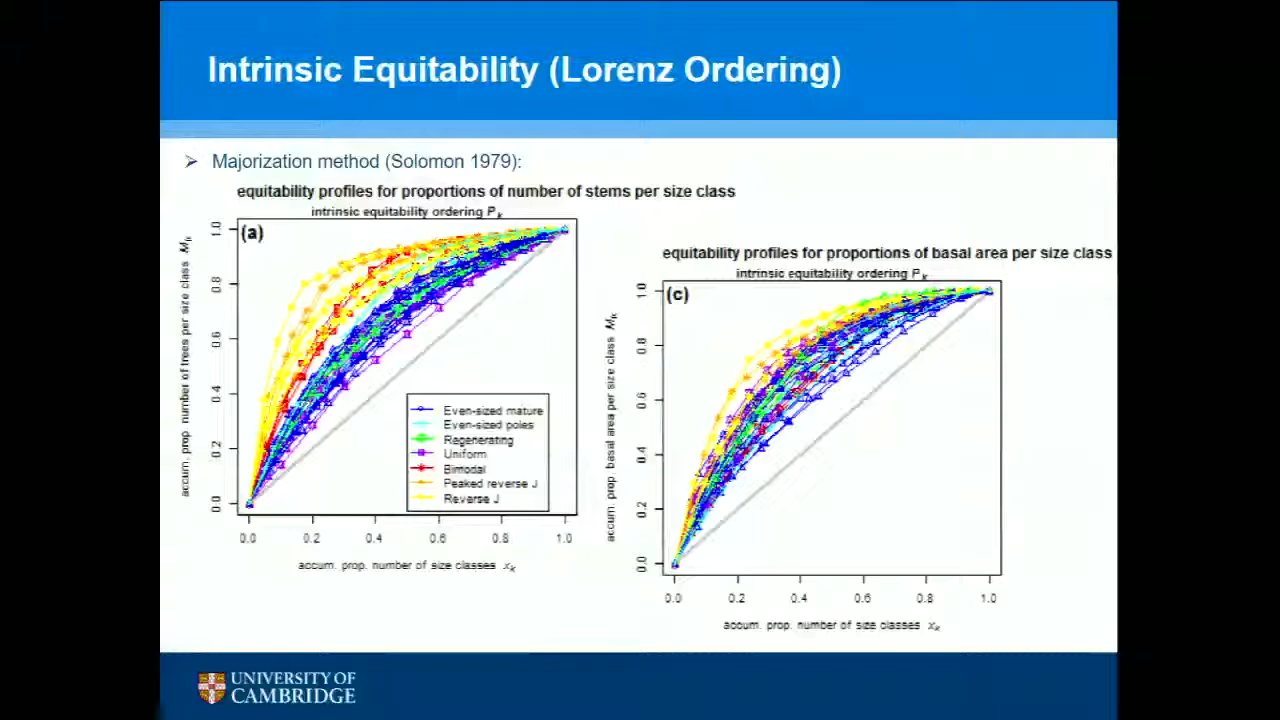 Intrinsic Equitability (Lorenz Ordering)
Majorization method (Solomon 1979):
equitability profiles for proportions of number of stems per size class
intrinsic equitability ordering Pk
(a)
accum. prop. number of trees per size class Mk
0.0 0.2 0.4 0.6 0.8 1.0
Even-sized mature
Even-sized poles
Regenerating
Uniform
Bimodal
Peaked reverse J
Reverse J
0.0 0.2 0.4 0.6 0.8 1.0
accum. prop. number of size classes xk
equitability profiles for proportions of basal area per size class
intrinsic equitability ordering Pk
(c)
accum. prop. basal area per size class Mk
0.0 0.2 0.4 0.6 0.8 1.0
0.0 0.2 0.4 0.6 0.8 1.0
accum. prop. number of size classes xk
UNIVERSITY OF
CAMBRIDGE